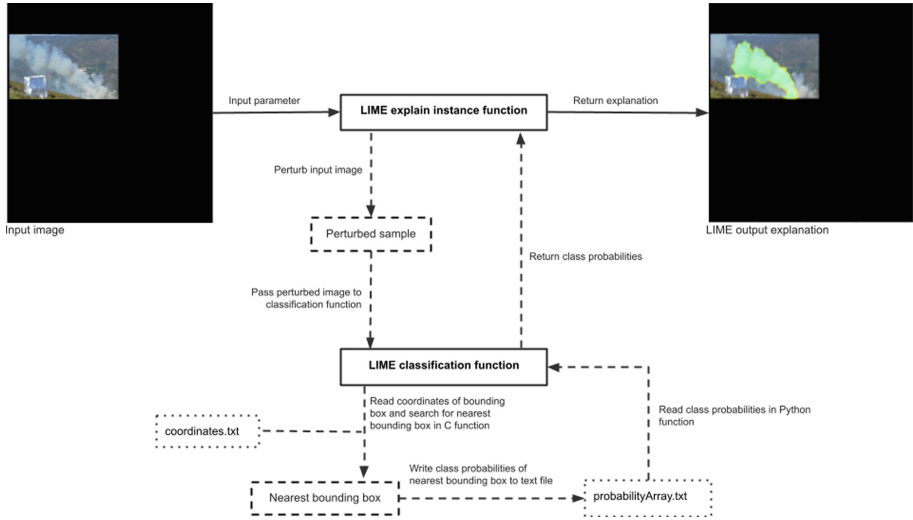 Input parameter
LIME explain instance function
Return explanation
Perturb input image
Input image
LIME output explanation
Perturbed sample
Return class probabilities
Pass perturbed image to
classification function
LIME classification function
Read coordinates of bounding
box and search for nearest
bounding box in C function
Read class probabilities in Python
function
coordinates.txt
Write class probabilities of
nearest bounding box to text file
Nearest bounding box
probabilityArray.txt